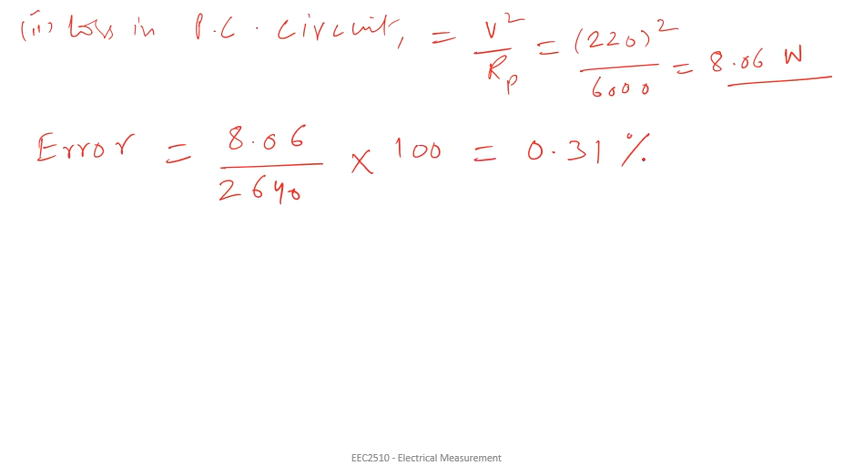 (ii) Loss in P.C. Circuit, = V²/Rp = (220)²/6000 = 8.06 W
Error = 8.06/2640 × 100 = 0.31 %
EEC2510 - Electrical Measurement